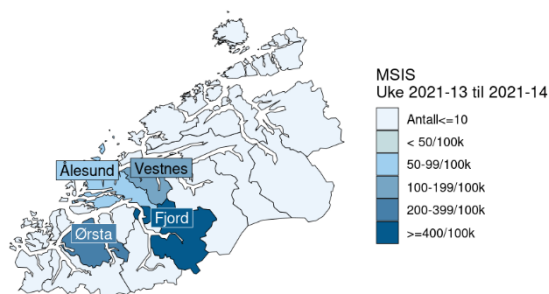 MSIS
Uke 2021-13 til 2021-14
Antall<=10
< 50/100k
50-99/100k
100-199/100k
200-399/100k
>=400/100k
Ålesund
Vestnes
Fjord
Ørsta